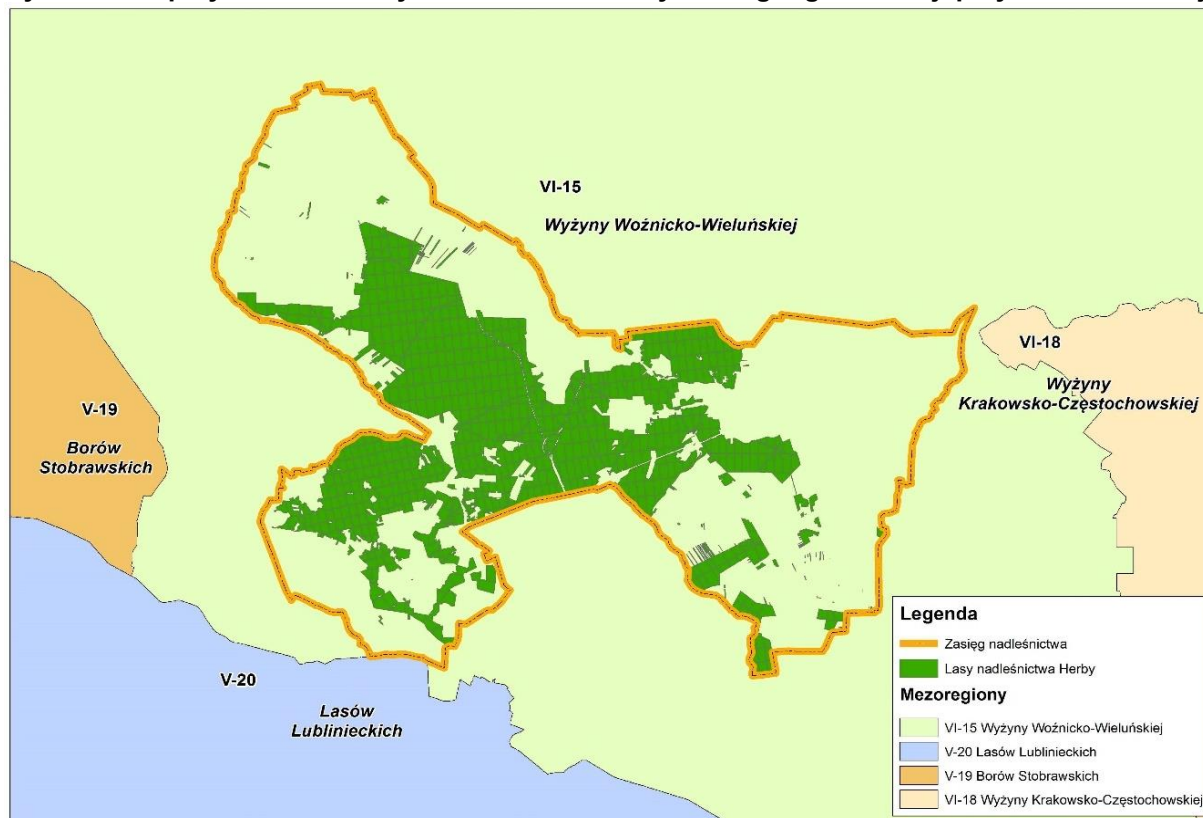 VI-15
Wyżyny Woźnicko-Wieluńskiej
VI-18
Wyżyny
Krakowsko-Częstochowskiej
V-19
Borów
Stobrawskich
V-20
Lasów
Lublinieckich
Legenda
Zasięg nadleśnictwa
Lasy nadleśnictwa Herby
Mezoregiony
VI-15 Wyżyny Woźnicko-Wieluńskiej
V-20 Lasów Lublinieckich
V-19 Borów Stobrawskich
VI-18 Wyżyny Krakowsko-Częstochowskiej